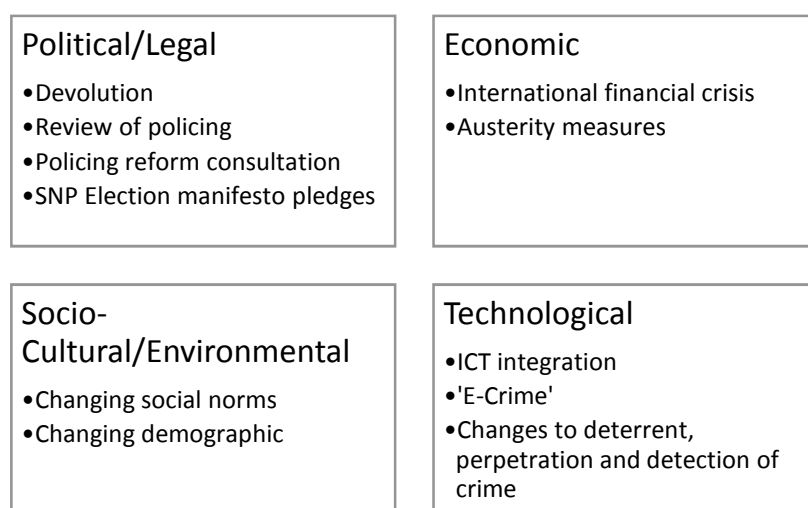 Political/Legal
•Devolution
•Review of policing
•Policing reform consultation
•SNP Election manifesto pledges
Economic
•International financial crisis
•Austerity measures
Socio-
Cultural/Environmental
•Changing social norms
•Changing demographic
Technological
•ICT integration
•'E-Crime'
•Changes to deterrent,
perpetration and detection of
crime